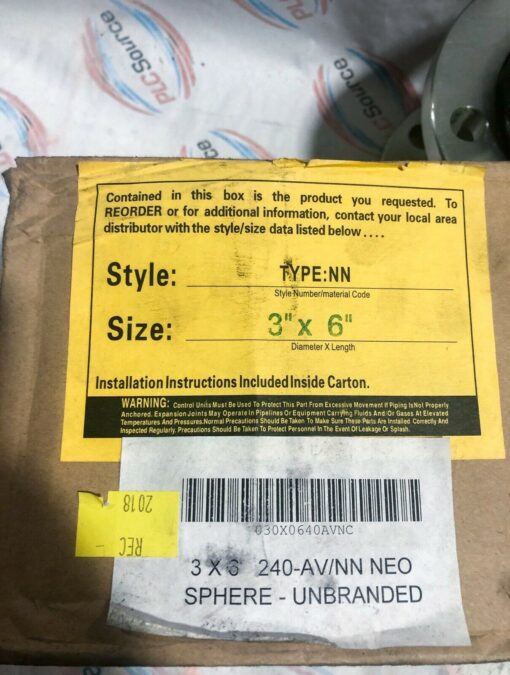 PLCSource
PLCSource
PLCSource
Contained in this box is the product you requested. To
REORDER or for additional information, contact your local area
distributor with the style/size data listed below . . . .
Style: TYPE:NN
Style Number/material Code
Size: 3" x 6"
Diameter X Length
Installation Instructions Included Inside Carton.
WARNING: Control Units Must Be Used To Protect This Part From Excessive Movement If Piping Is Not Properly
Anchored. Expansion Joints May Operate In Pipelines Or Equipment Carrying Fluids And/Or Gases At Elevated
Temperatures And Pressures. Normal Precautions Should Be Taken To Make Sure These Parts Are Installed Correctly And
Inspected Regularly. Precautions Should Be Taken To Protect Personnel In The Event Of Leakage Or Splash.
REC -
2018
030X0640AVNC
3 X 6 240-AV/NN NEO
SPHERE - UNBRANDED